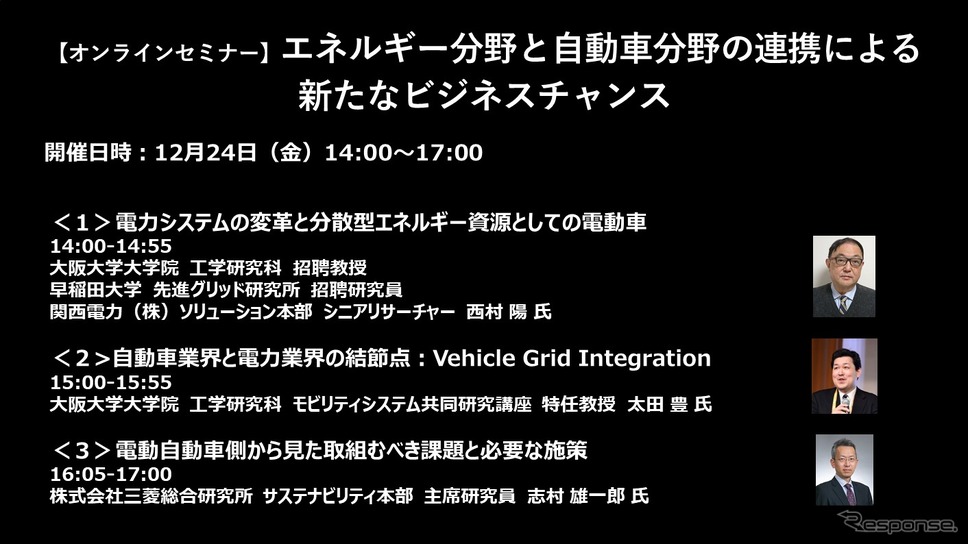 【オンラインセミナー】エネルギー分野と自動車分野の連携による
新たなビジネスチャンス
開催日時：12月24日（金）14:00～17:00
＜１＞電力システムの変革と分散型エネルギー資源としての電動車
14:00-14:55
大阪大学大学院 工学研究科 招聘教授
早稲田大学 先進グリッド研究所 招聘研究員
関西電力（株）ソリューション本部 シニアリサーチャー 西村 陽 氏
＜２>自動車業界と電力業界の結節点：Vehicle Grid Integration
15:00-15:55
大阪大学大学院 工学研究科 モビリティシステム共同研究講座 特任教授 太田 豊 氏
＜３＞電動自動車側から見た取組むべき課題と必要な施策
16:05-17:00
株式会社三菱総合研究所 サステナビリティ本部 主席研究員 志村 雄一郎 氏
Response.